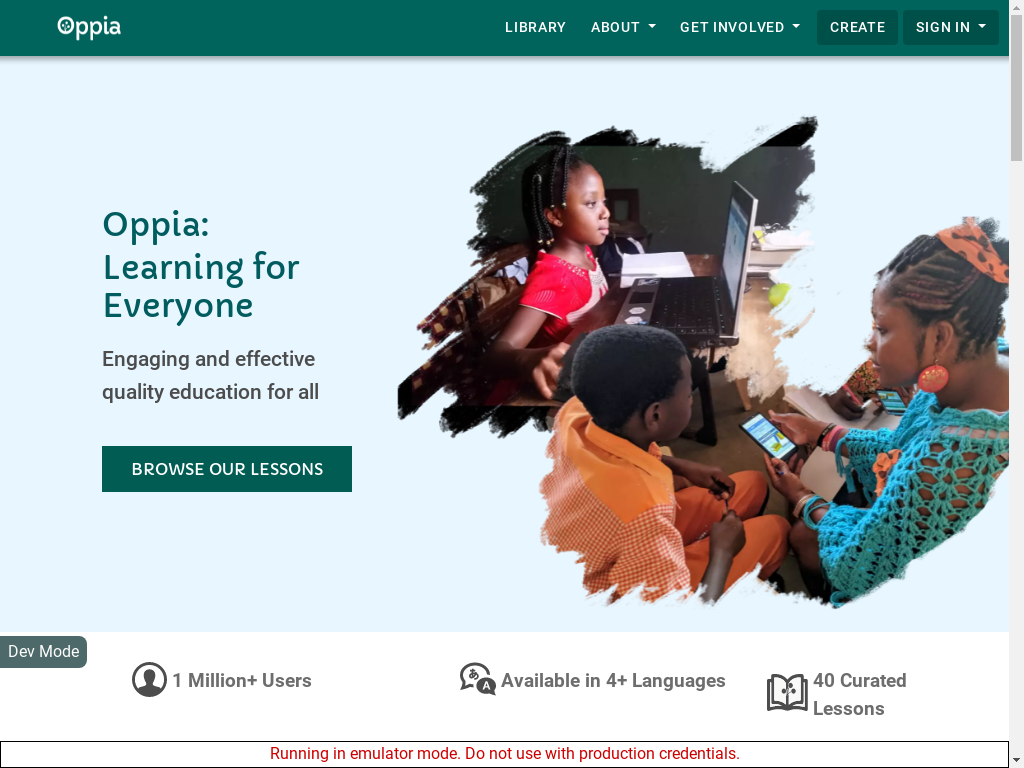 Oppia
LIBRARY
ABOUT
GET INVOLVED
CREATE
SIGN IN
Oppia:
Learning for
Everyone
Engaging and effective
quality education for all
BROWSE OUR LESSONS
Dev Mode
1 Million+ Users
Available in 4+ Languages
40 Curated
Lessons
Running in emulator mode. Do not use with production credentials.